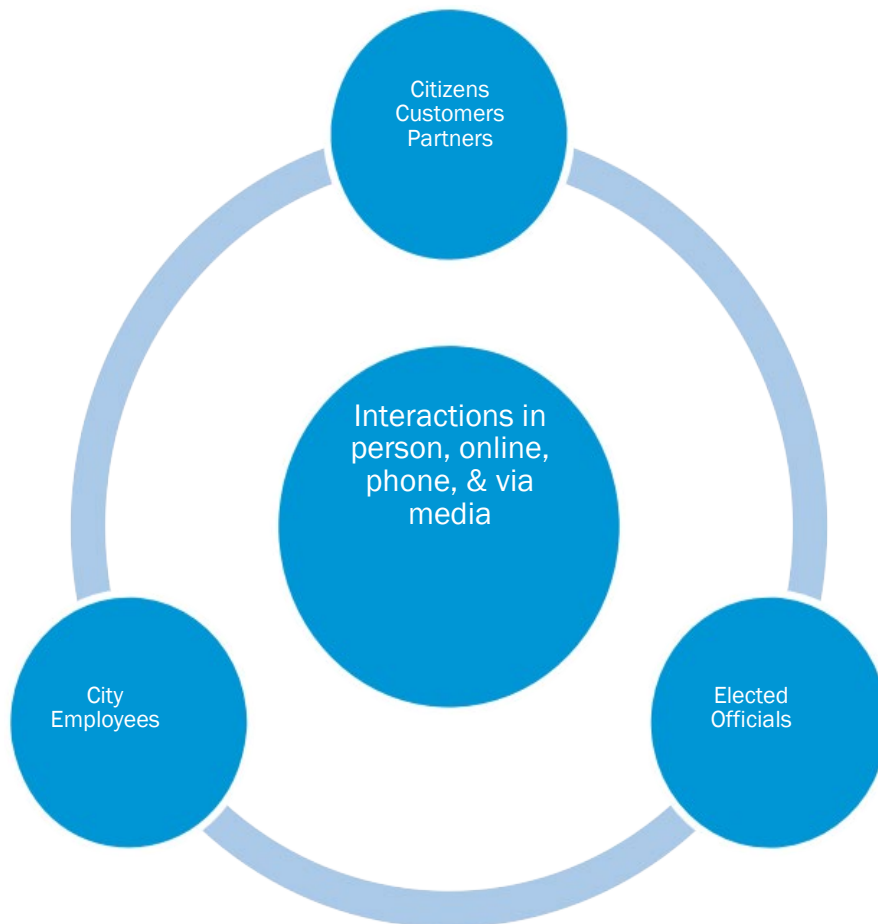 Citizens
Customers
Partners
Interactions in
person, online,
phone, & via
media
City
Employees
Elected
Officials